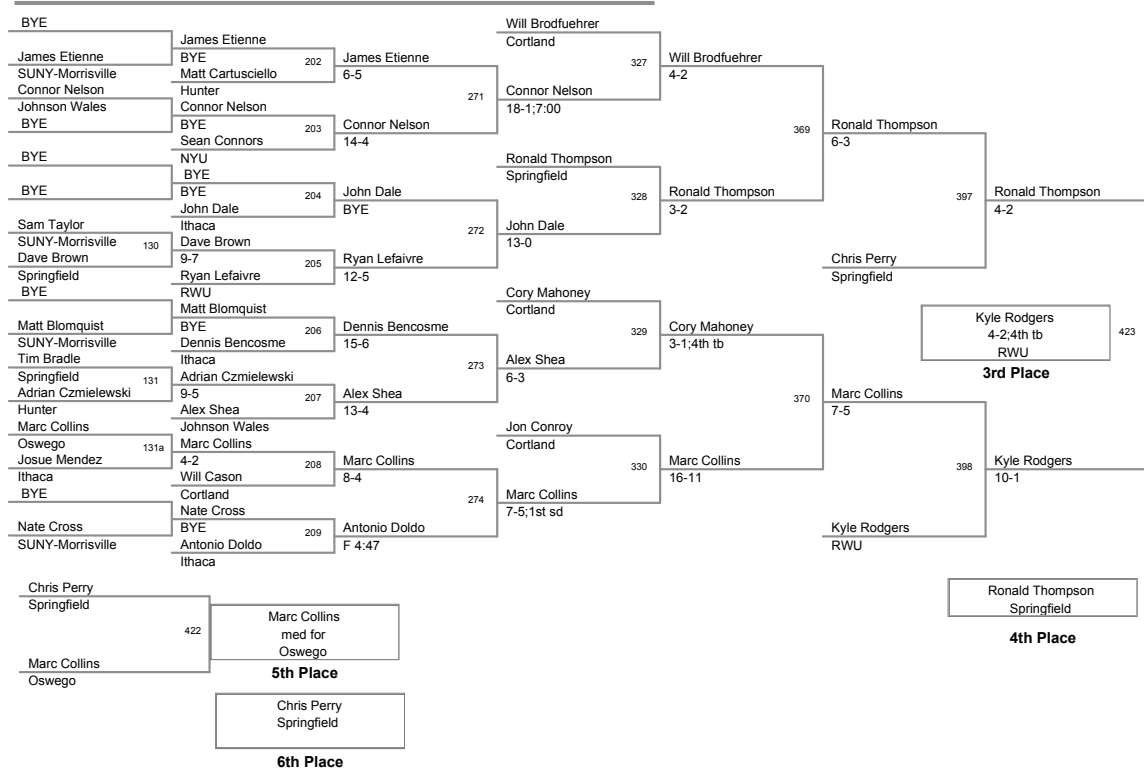 BYE
James Etienne
SUNY-Morrisville
Connor Nelson
Johnson Wales
BYE
BYE
BYE
Sam Taylor
SUNY-Morrisville
130
Dave Brown
Springfield
BYE
Matt Blomquist
SUNY-Morrisville
Tim Bradle
Springfield
131
Adrian Czmielewski
Hunter
Marc Collins
Oswego
131a
Josue Mendez
Ithaca
BYE
Nate Cross
SUNY-Morrisville
James Etienne
BYE
202
Matt Cartusciello
Hunter
Connor Nelson
BYE
203
Sean Connors
NYU
BYE
BYE
204
John Dale
Ithaca
Dave Brown
9-7
205
Ryan Lefaivre
RWU
Matt Blomquist
BYE
206
Dennis Bencosme
Ithaca
Adrian Czmielewski
9-5
207
Alex Shea
Johnson Wales
Marc Collins
4-2
208
Will Cason
Cortland
Nate Cross
BYE
209
Antonio Doldo
Ithaca
James Etienne
6-5
271
Connor Nelson
14-4
John Dale
BYE
272
Ryan Lefaivre
12-5
Dennis Bencosme
15-6
273
Alex Shea
13-4
Marc Collins
8-4
274
Antonio Doldo
F 4:47
Will Brodfuehrer
Cortland
327
Connor Nelson
18-1;7:00
Ronald Thompson
Springfield
328
John Dale
13-0
Cory Mahoney
Cortland
329
Alex Shea
6-3
Jon Conroy
Cortland
330
Marc Collins
7-5;1st sd
Will Brodfuehrer
4-2
369
Ronald Thompson
3-2
Cory Mahoney
3-1;4th tb
370
Marc Collins
16-11
Ronald Thompson
6-3
397
Chris Perry
Springfield
Marc Collins
7-5
398
Kyle Rodgers
RWU
Ronald Thompson
4-2
Kyle Rodgers
10-1
Kyle Rodgers
4-2;4th tb
RWU
423
3rd Place
Ronald Thompson
Springfield
4th Place
Chris Perry
Springfield
422
Marc Collins
Oswego
Marc Collins
med for
Oswego
5th Place
Chris Perry
Springfield
6th Place